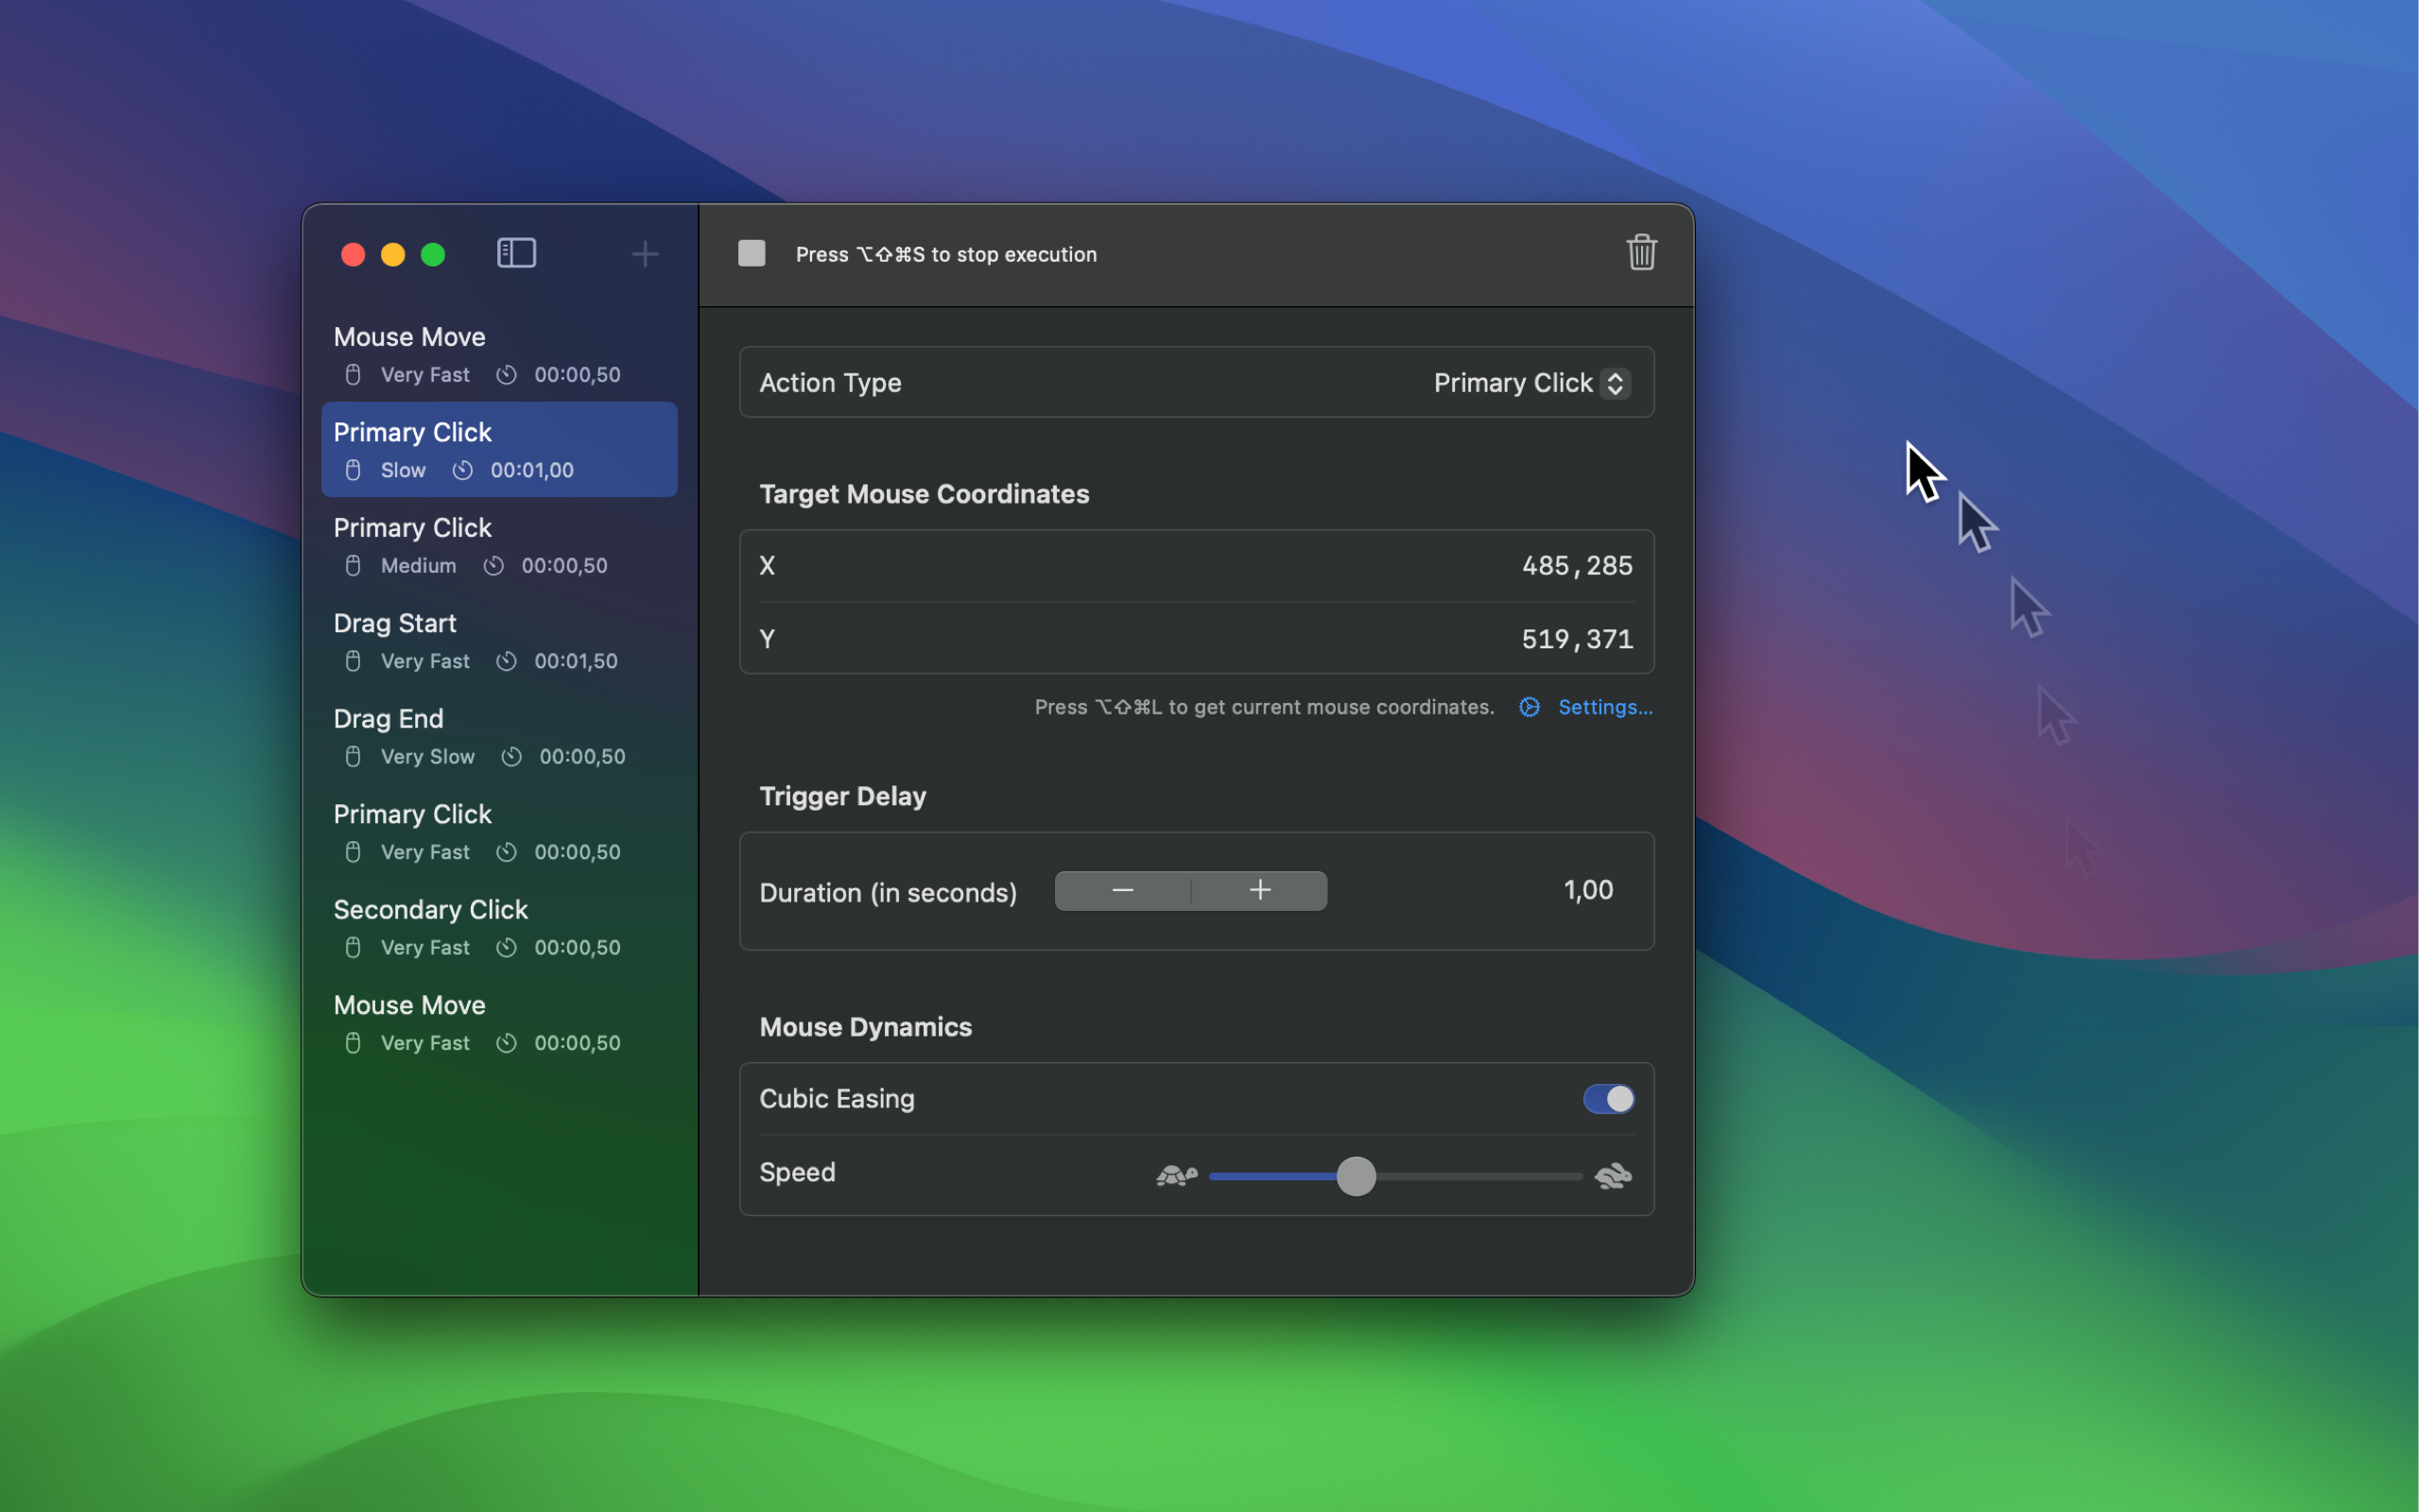 Press ⌥⇧⌘S to stop execution
Mouse Move
Very Fast 00:00,50
Primary Click
Slow 00:01,00
Primary Click
Medium 00:00,50
Drag Start
Very Fast 00:01,50
Drag End
Very Slow 00:00,50
Primary Click
Very Fast 00:00,50
Secondary Click
Very Fast 00:00,50
Mouse Move
Very Fast 00:00,50
Action Type Primary Click
Target Mouse Coordinates
X 485,285
Y 519,371
Press ⌥⇧⌘L to get current mouse coordinates. Settings...
Trigger Delay
Duration (in seconds) − + 1,00
Mouse Dynamics
Cubic Easing
Speed